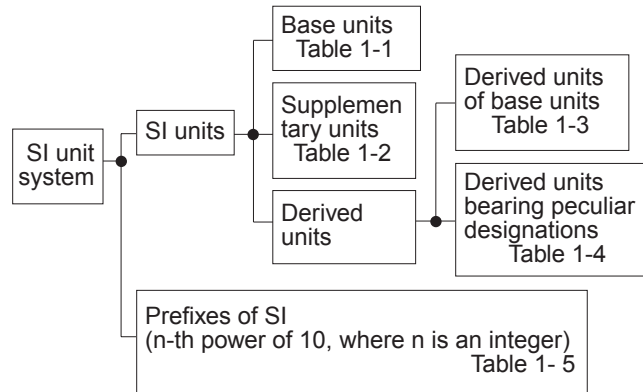 SI unit
system
SI units
Base units
Table 1-1
Supplemen
tary units
Table 1-2
Derived
units
Derived units
of base units
Table 1-3
Derived units
bearing peculiar
designations
Table 1-4
Prefixes of SI
(n-th power of 10, where n is an integer)
Table 1- 5